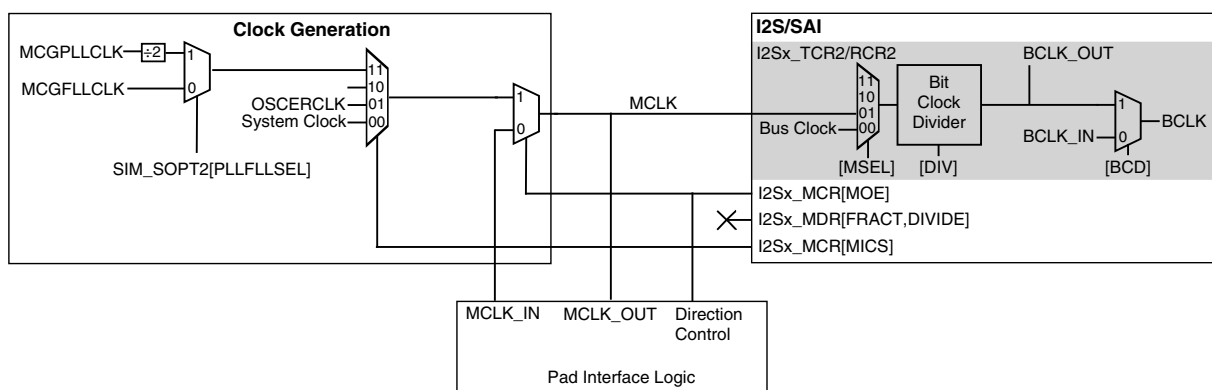 Clock Generation
MCGPLLCLK
÷2
1
MCGFLLCLK
0
SIM_SOPT2[PLLFLLSEL]
11
10
OSCERCLK
01
System Clock
00
1
0
MCLK
I2S/SAI
I2Sx_TCR2/RCR2
11
10
01
Bus Clock
00
[MSEL]
Bit
Clock
Divider
[DIV]
BCLK_OUT
1
BCLK_IN
0
BCLK
[BCD]
I2Sx_MCR[MOE]
I2Sx_MDR[FRACT,DIVIDE]
I2Sx_MCR[MICS]
MCLK_IN
MCLK_OUT
Direction
Control
Pad Interface Logic